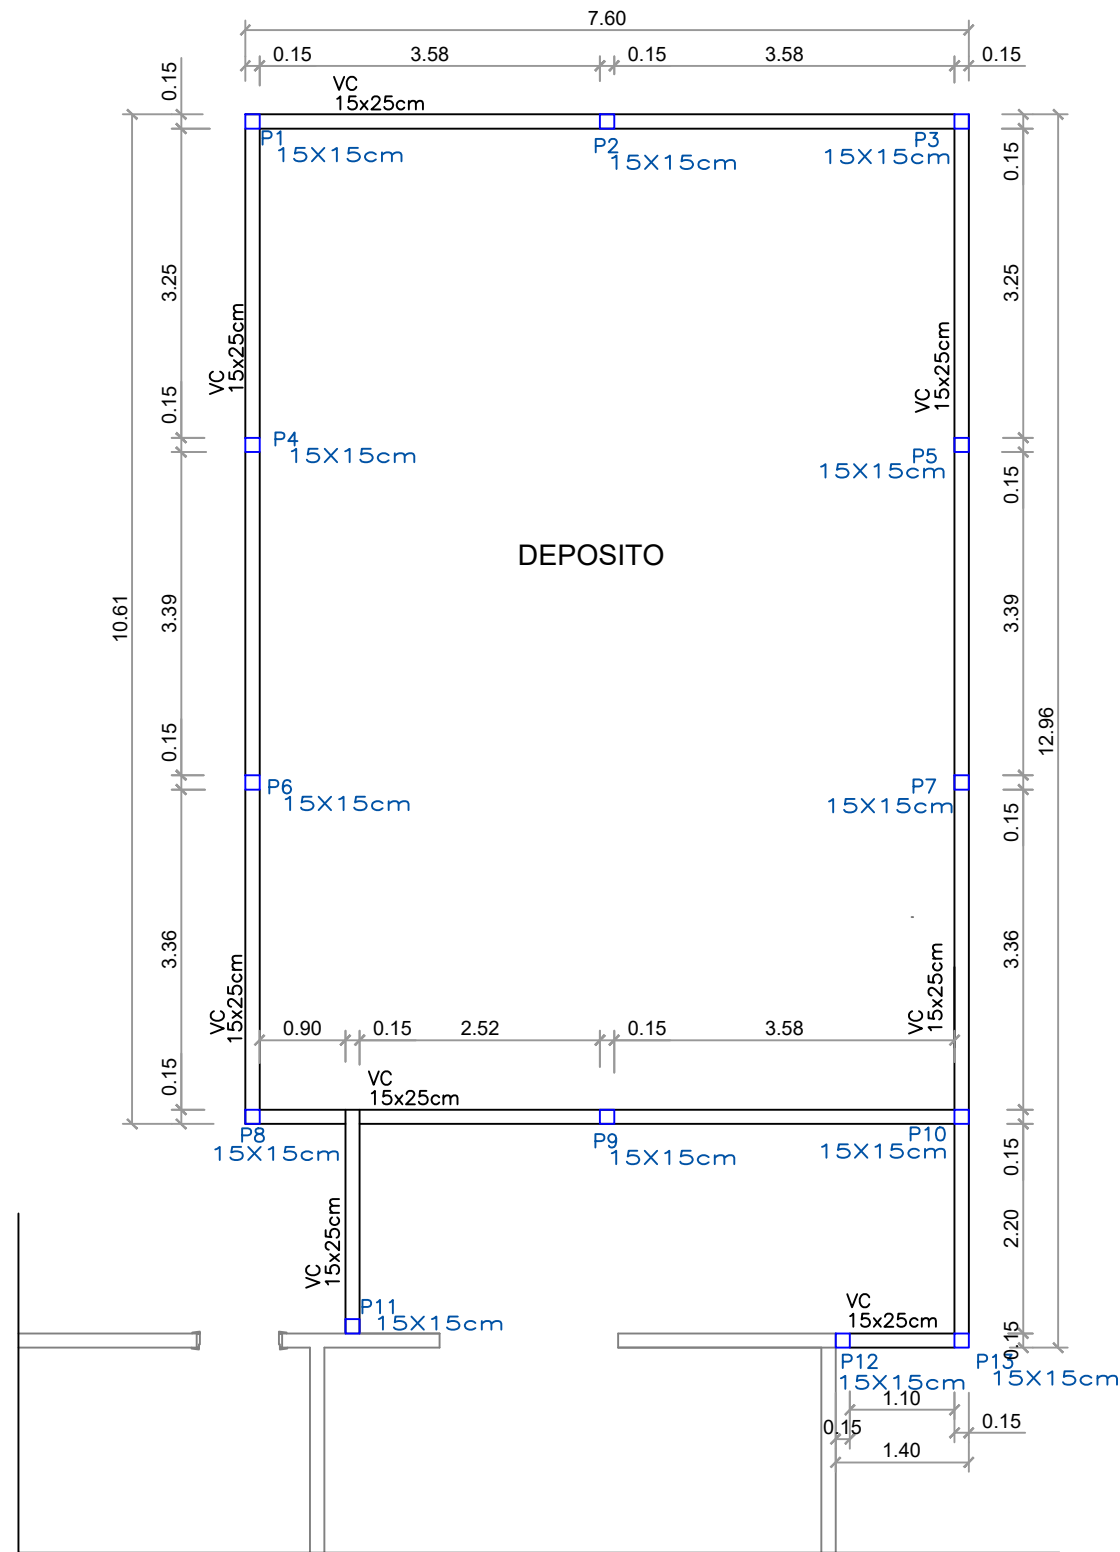 7.60
0.15
3.58
0.15
3.58
0.15
0.15
VC
15x25cm
P1
15X15cm
P2
15X15cm
P3
15X15cm
0.15
3.25
3.25
VC
15x25cm
VC
15x25cm
0.15
P4
15X15cm
P5
15X15cm
0.15
DEPOSITO
10.61
3.39
3.39
12.96
0.15
P6
15X15cm
P7
15X15cm
0.15
3.36
3.36
VC
15x25cm
VC
15x25cm
0.90
0.15
2.52
0.15
3.58
0.15
VC
15x25cm
P8
15X15cm
P9
15X15cm
P10
15X15cm
0.15
2.20
VC
15x25cm
P11
15X15cm
VC
15x25cm
0.15
P12
15X15cm
P13
15X15cm
1.10
0.15
0.15
1.40